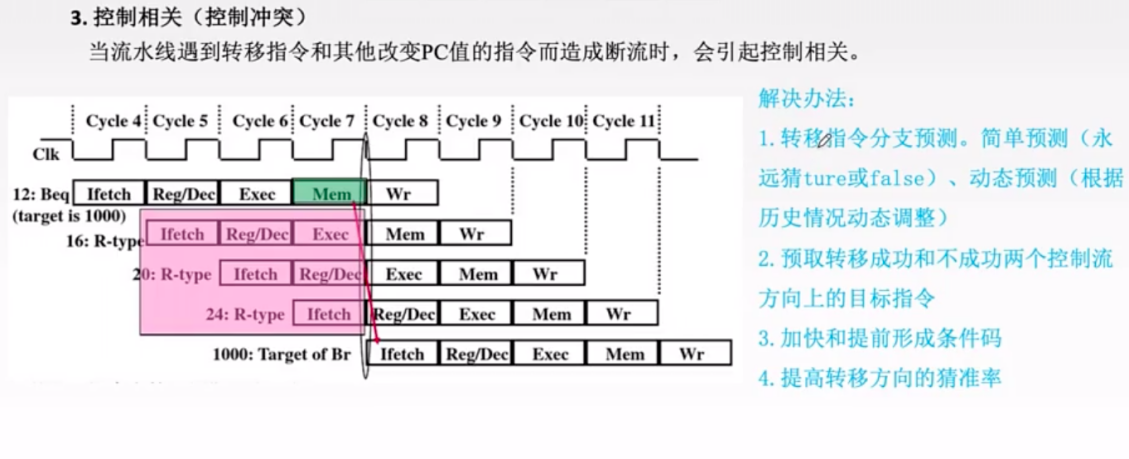 3. 控制相关（控制冲突）
当流水线遇到转移指令和其他改变PC值的指令而造成断流时，会引起控制相关。
Cycle 4 Cycle 5 Cycle 6 Cycle 7 Cycle 8 Cycle 9 Cycle 10 Cycle 11
Clk
12: Beq Ifetch Reg/Dec Exec Mem Wr
(target is 1000)
16: R-type Ifetch Reg/Dec Exec Mem Wr
20: R-type Ifetch Reg/Dec Exec Mem Wr
24: R-type Ifetch Reg/Dec Exec Mem Wr
1000: Target of Br Ifetch Reg/Dec Exec Mem Wr
解决办法：
1.转移指令分支预测。简单预测（永
远猜ture或false）、动态预测（根据
历史情况动态调整）
2.预取转移成功和不成功两个控制流
方向上的目标指令
3.加快和提前形成条件码
4.提高转移方向的猜准率